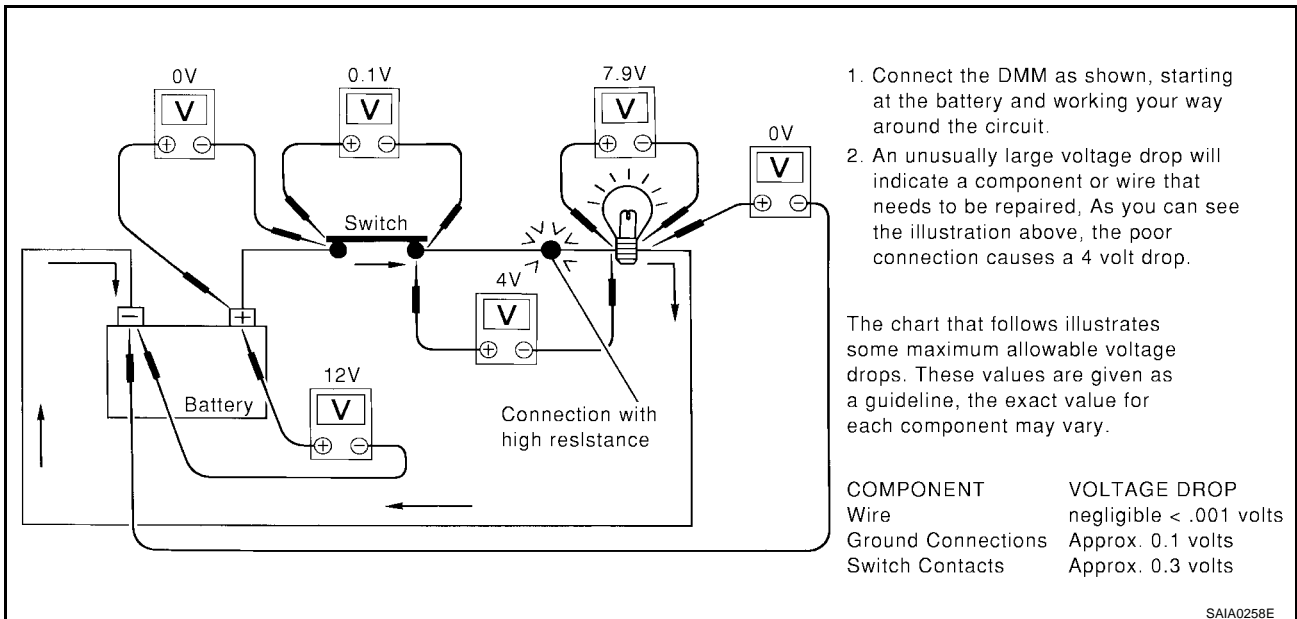 0V
0.1V
7.9V
0V
V
V
V
V
+ −
+ −
+ −
+ −
Switch
4V
V
+ −
− +
Battery
12V
V
+ −
Connection with
high resIstance
1. Connect the DMM as shown, starting
at the battery and working your way
around the circuit.
2. An unusually large voltage drop will
indicate a component or wire that
needs to be repaired, As you can see
the illustration above, the poor
connection causes a 4 volt drop.
The chart that follows illustrates
some maximum allowable voltage
drops. These values are given as
a guideline, the exact value for
each component may vary.
COMPONENT VOLTAGE DROP
Wire negligible < .001 volts
Ground Connections Approx. 0.1 volts
Switch Contacts Approx. 0.3 volts
SAIA0258E